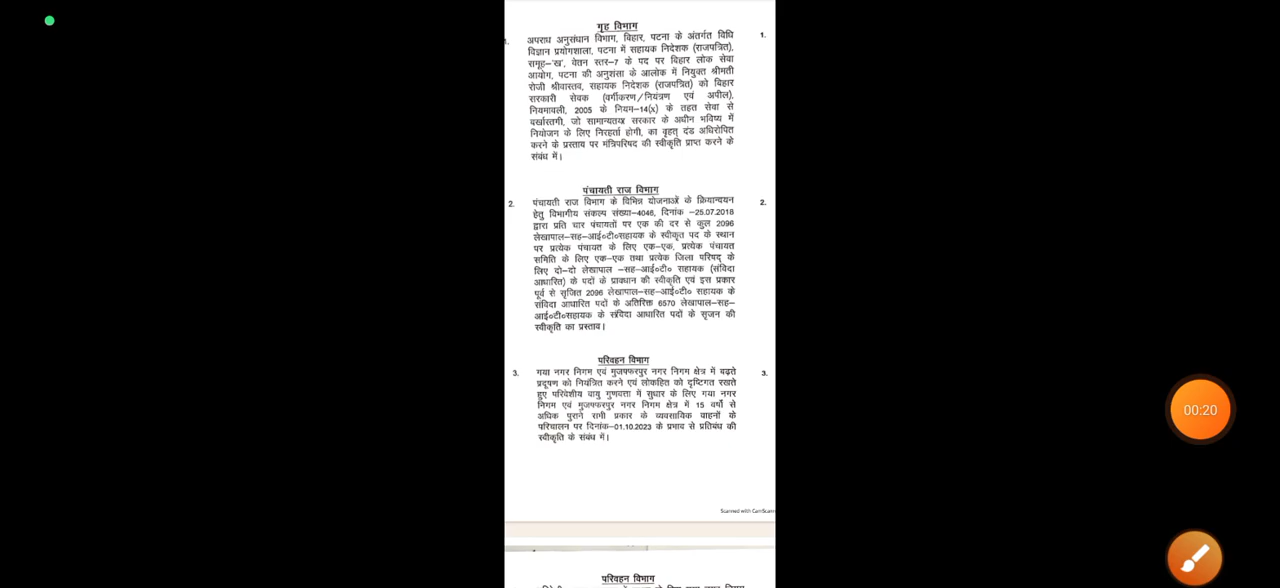 गृह विभाग
1. अपराध अनुसंधान विभाग, बिहार, पटना के अंतर्गत विधि 1.
विज्ञान प्रयोगशाला, पटना में सहायक निदेशक (राजपत्रित),
समूह–'ख', वेतन स्तर–7 के पद पर बिहार लोक सेवा
आयोग, पटना की अनुशंसा के आलोक में नियुक्त श्रीमती
रोजी श्रीवास्तव, सहायक निदेशक (राजपत्रित) को बिहार
सरकारी सेवक (वर्गीकरण/नियंत्रण एवं अपील),
नियमावली, 2005 के नियम–14(x) के तहत सेवा से
बर्खास्तगी, जो सामान्यतया सरकार के अधीन भविष्य में
नियोजन के लिए निरहर्ता होगी, का वृहत् दंड अधिरोपित
करने के प्रस्ताव पर मंत्रिपरिषद की स्वीकृति प्राप्त करने के
संबंध में।
पंचायती राज विभाग
2. पंचायती राज विभाग के विभिन्न योजनाओं के क्रियान्वयन 2.
हेतु विभागीय संकल्प संख्या–4046, दिनांक –25.07.2018
द्वारा प्रति चार पंचायतों पर एक की दर से कुल 2096
लेखापाल–सह–आई०टी०सहायक के स्वीकृत पद के स्थान
पर प्रत्येक पंचायत के लिए एक–एक, प्रत्येक पंचायत
समिति के लिए एक–एक तथा प्रत्येक जिला परिषद् के
लिए दो–दो लेखापाल –सह–आई०टी० सहायक (संविदा
आधारित) के पदों के प्रावधान की स्वीकृति एवं इस प्रकार
पूर्व से सृजित 2096 लेखापाल–सह–आई०टी० सहायक के
संविदा आधारित पदों के अतिरिक्त 6570 लेखापाल–सह–
आई०टी०सहायक के संविदा आधारित पदों के सृजन की
स्वीकृति का प्रस्ताव।
परिवहन विभाग
3. गया नगर निगम एवं मुजफ्फरपुर नगर निगम क्षेत्र में बढ़ते 3.
प्रदूषण को नियंत्रित करने एवं लोकहित को दृष्टिगत रखते
हुए परिवेशीय वायु गुणवत्ता में सुधार के लिए गया नगर
निगम एवं मुजफ्फरपुर नगर निगम क्षेत्र में 15 वर्षों से
अधिक पुराने सभी प्रकार के व्यवसायिक वाहनों के
परिचालन पर दिनांक–01.10.2023 के प्रभाव से प्रतिबंध की
स्वीकृति के संबंध में।
Scanned with CamScann
परिवहन विभाग
00:20